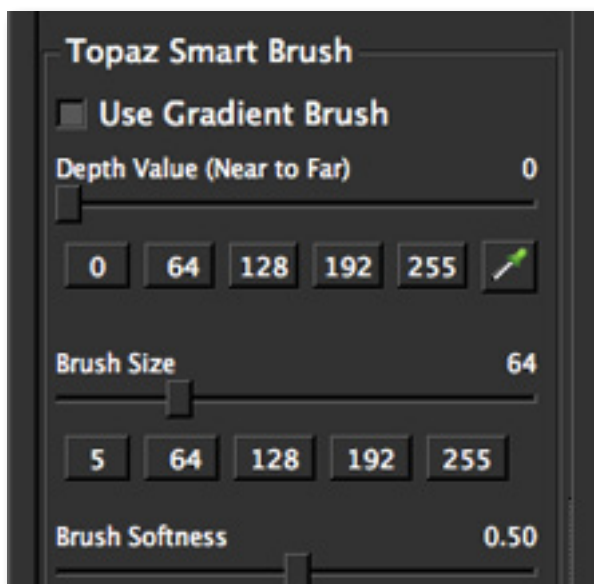 Topaz Smart Brush
Use Gradient Brush
Depth Value (Near to Far) 0
0 64 128 192 255
Brush Size 64
5 64 128 192 255
Brush Softness 0.50